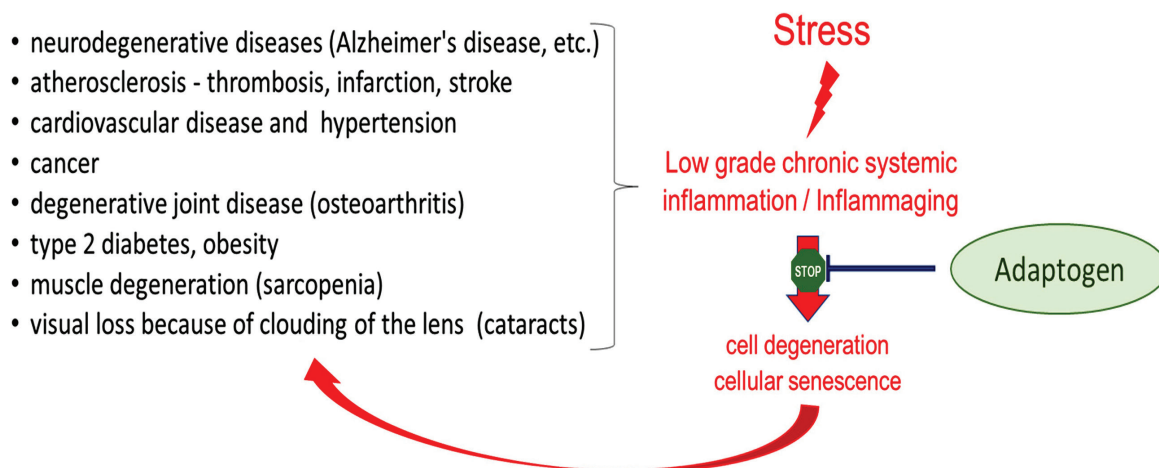 • neurodegenerative diseases (Alzheimer's disease, etc.)
• atherosclerosis - thrombosis, infarction, stroke
• cardiovascular disease and hypertension
• cancer
• degenerative joint disease (osteoarthritis)
• type 2 diabetes, obesity
• muscle degeneration (sarcopenia)
• visual loss because of clouding of the lens (cataracts)
Stress
Low grade chronic systemic
inflammation / Inflammaging
STOP
Adaptogen
cell degeneration
cellular senescence